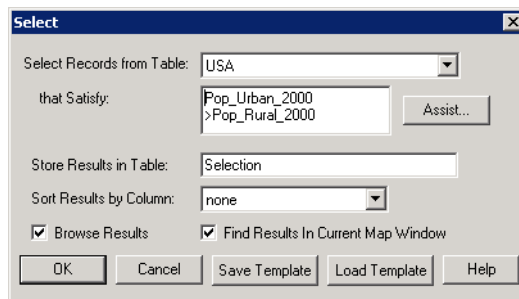 Select
Select Records from Table: USA
that Satisfy: Pop_Urban_2000
>Pop_Rural_2000
Assist...
Store Results in Table: Selection
Sort Results by Column: none
Browse Results Find Results In Current Map Window
OK Cancel Save Template Load Template Help